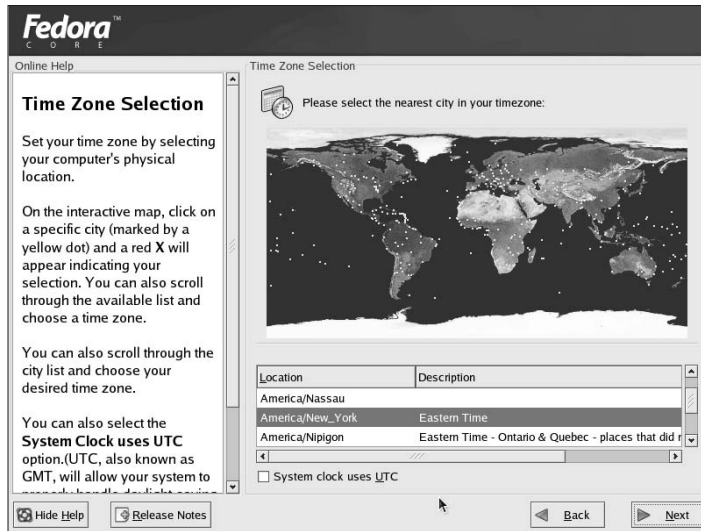 Fedora™
CORE
Online Help
Time Zone Selection
Set your time zone by selecting
your computer's physical
location.
On the interactive map, click on
a specific city (marked by a
yellow dot) and a red X will
appear indicating your
selection. You can also scroll
through the available list and
choose a time zone.
You can also scroll through the
city list and choose your
desired time zone.
You can also select the
System Clock uses UTC
option.(UTC, also known as
GMT, will allow your system to
properly handle daylight saving
Time Zone Selection
Please select the nearest city in your timezone:
Location Description
America/Nassau
America/New_York Eastern Time
America/Nipigon Eastern Time - Ontario & Quebec - places that did
System clock uses UTC
Hide Help
Release Notes
Back
Next